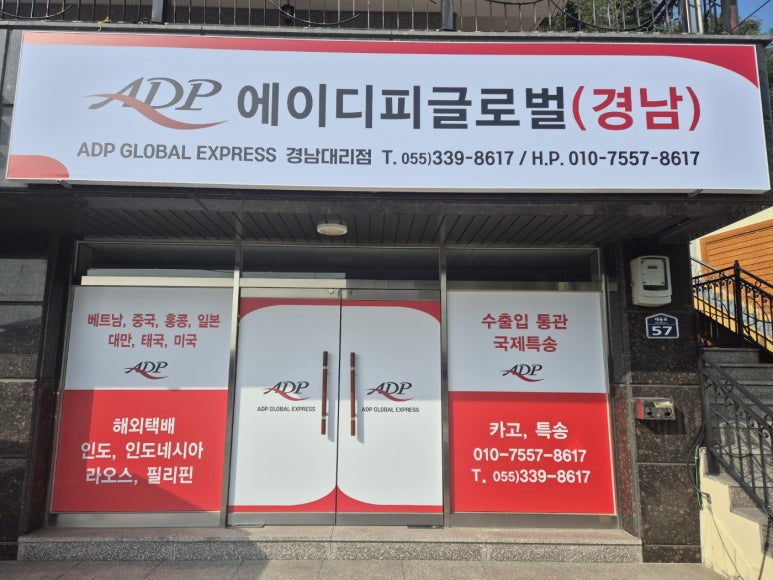 ADP 에이디피글로벌(경남)
ADP GLOBAL EXPRESS 경남대리점 T. 055)339-8617 / H.P. 010-7557-8617
베트남, 중국, 홍콩, 일본
대만, 태국, 미국
ADP
해외택배
인도, 인도네시아
라오스, 필리핀
ADP
ADP GLOBAL EXPRESS
ADP
ADP GLOBAL EXPRESS
수출입 통관
국제특송
ADP
카고, 특송
010-7557-8617
T. 055)339-8617
57